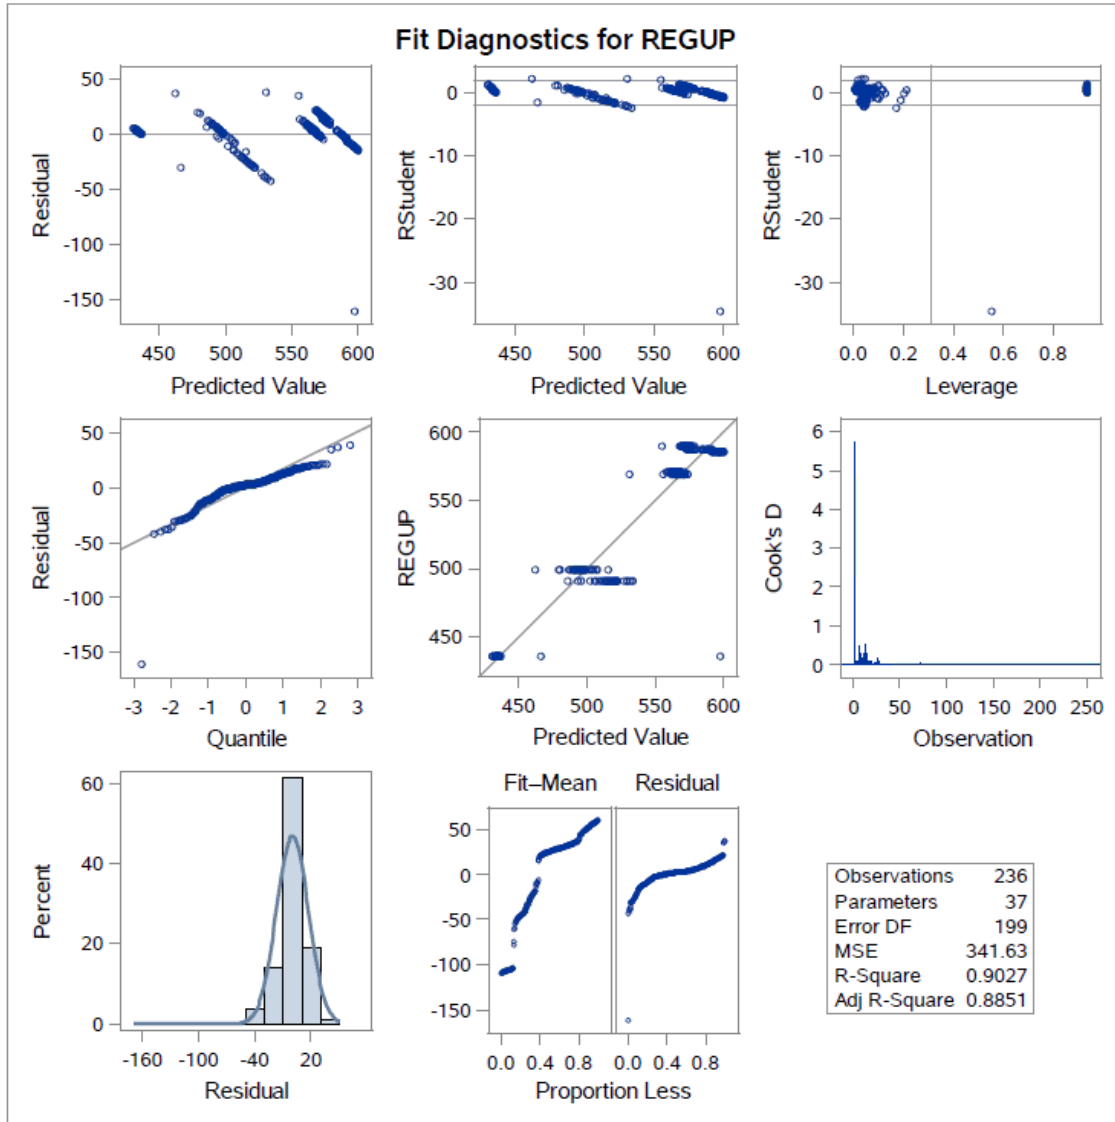 Fit Diagnostics for REGUP
50
0
-50
-100
-150
Residual
450 500 550 600
Predicted Value
0
-10
-20
-30
RStudent
450 500 550 600
Predicted Value
0
-10
-20
-30
RStudent
0.0 0.2 0.4 0.6 0.8
Leverage
50
0
-50
-100
-150
Residual
-3 -2 -1 0 1 2 3
Quantile
600
550
500
450
REGUP
450 500 550 600
Predicted Value
6
5
4
3
2
1
0
Cook's D
0 50 100 150 200 250
Observation
60
40
20
0
Percent
-160 -100 -40 20
Residual
Fit–Mean Residual
50
0
-50
-100
-150
0.0 0.4 0.8 0.0 0.4 0.8
Proportion Less
Observations 236
Parameters 37
Error DF 199
MSE 341.63
R-Square 0.9027
Adj R-Square 0.8851